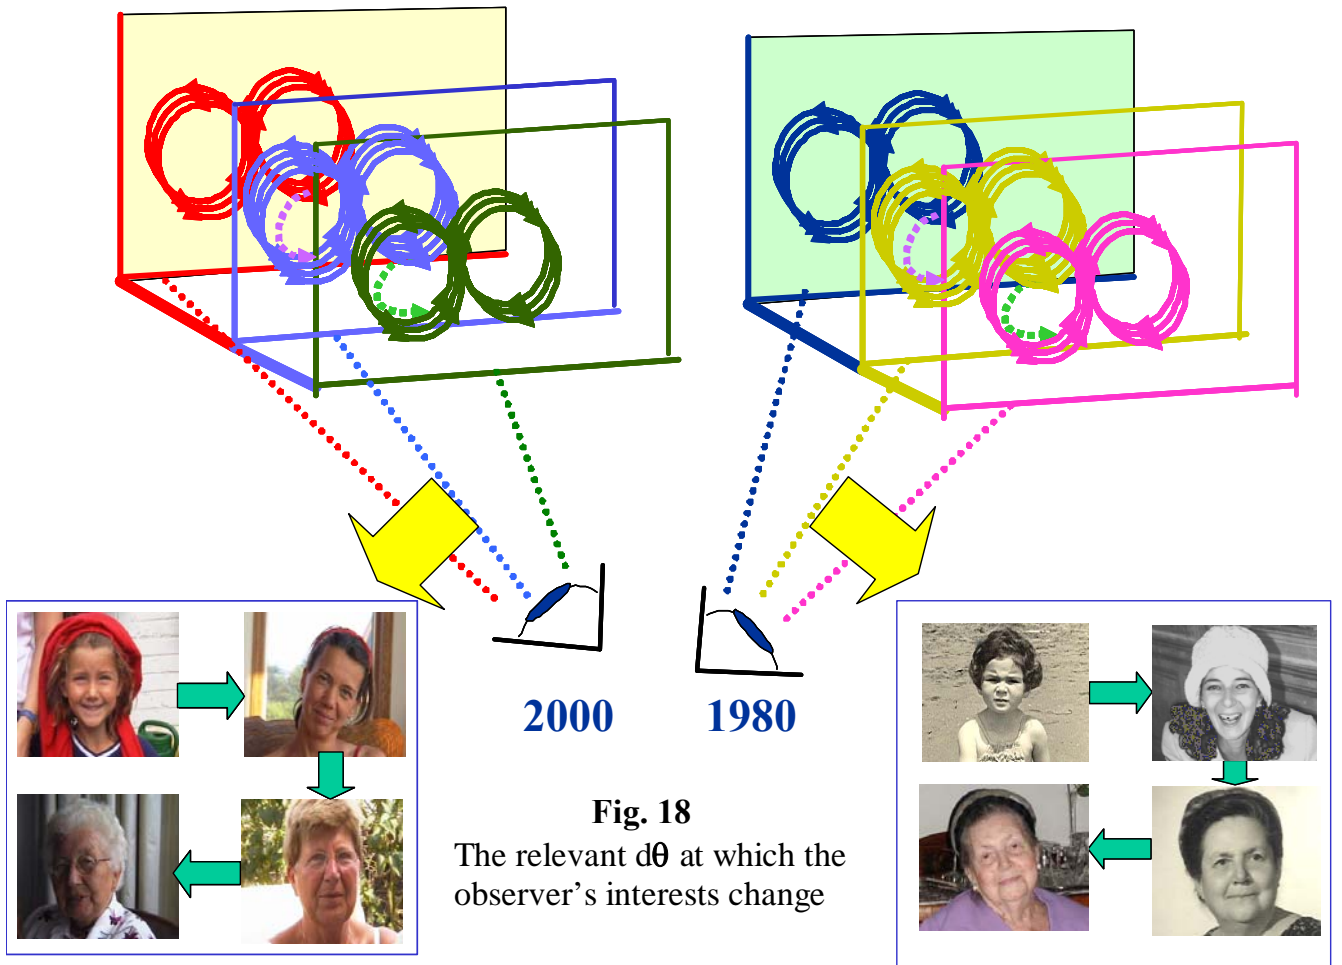 2000
1980
Fig. 18
The relevant dθ at which the
observer’s interests change